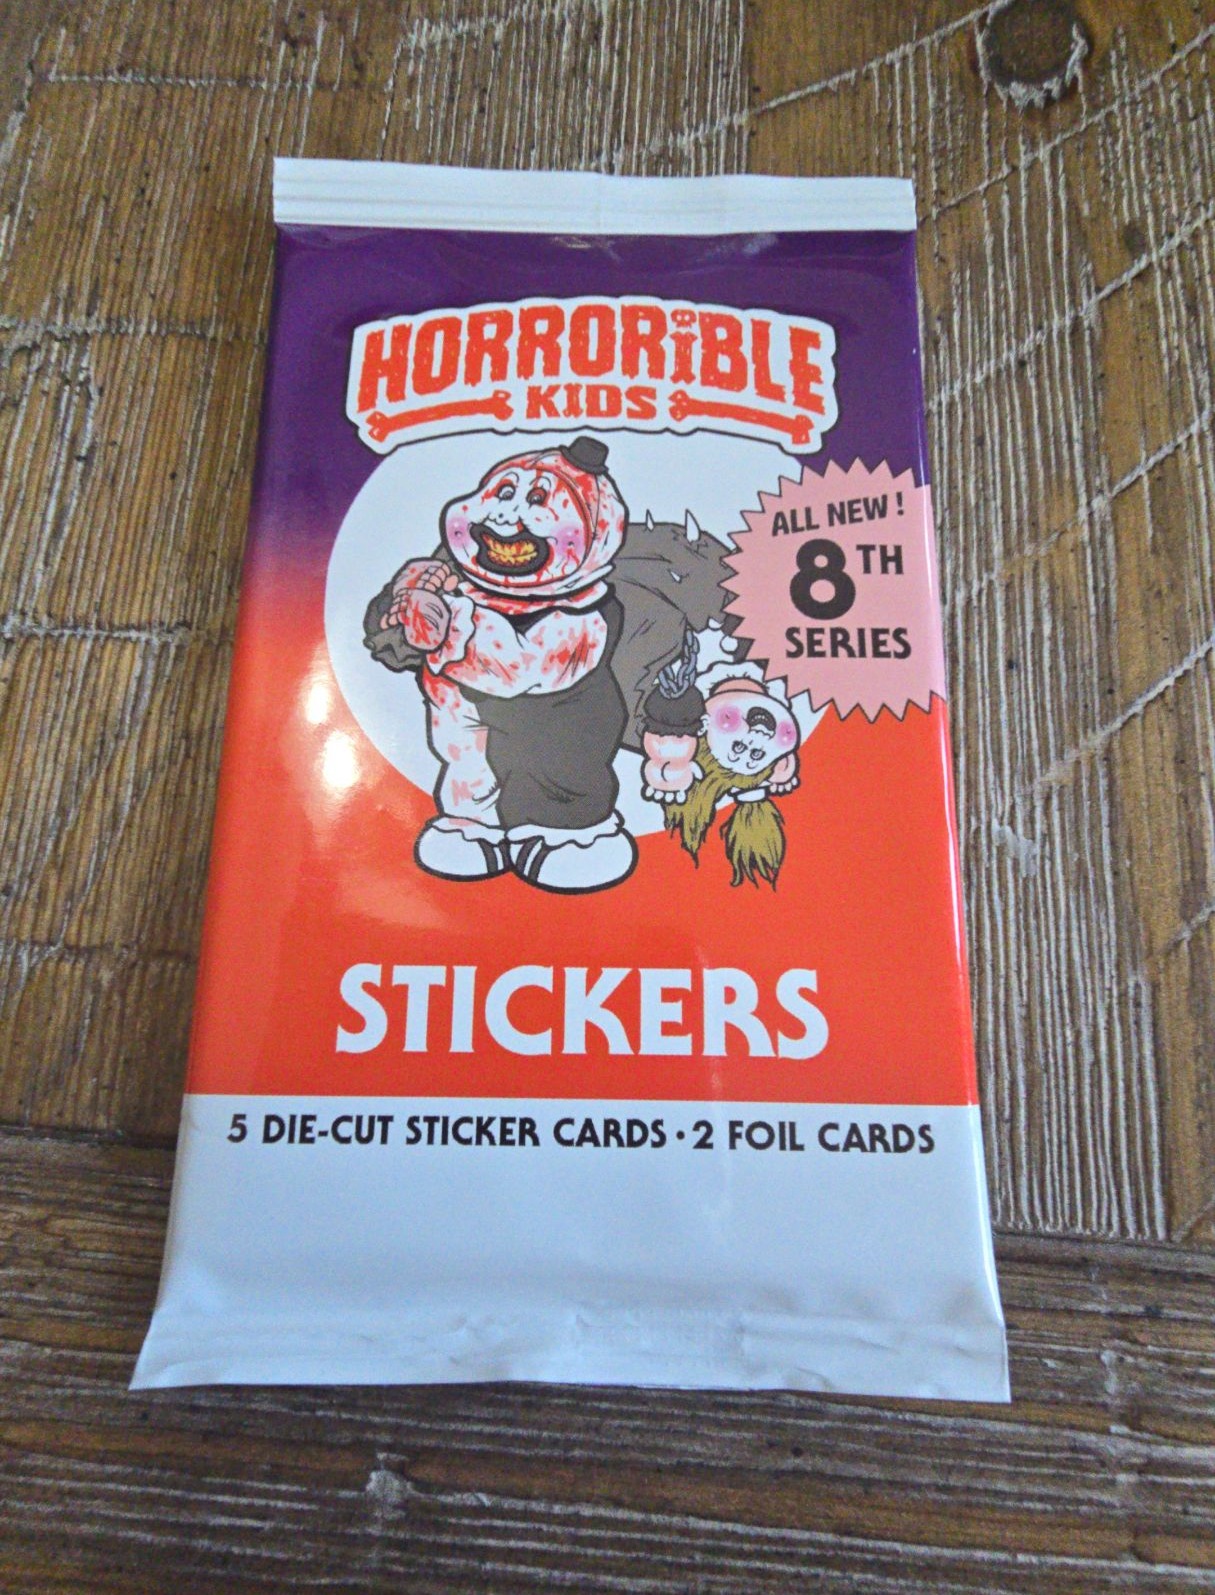 HORRORiBLE
KIDS
ALL NEW!
8TH
SERIES
STICKERS
5 DIE-CUT STICKER CARDS · 2 FOIL CARDS